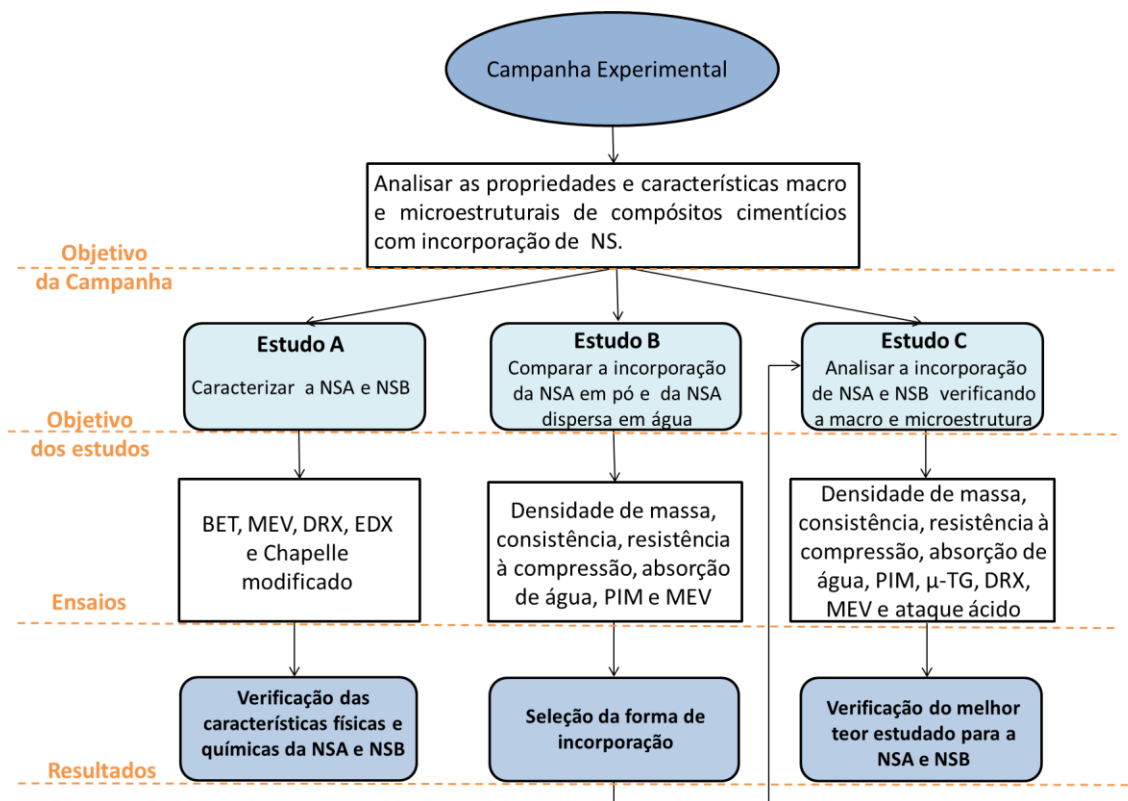 Campanha Experimental
Analisar as propriedades e características macro
e microestruturais de compósitos cimentícios
com incorporação de NS.
Objetivo
da Campanha
Estudo A
Caracterizar a NSA e NSB
Estudo B
Comparar a incorporação
da NSA em pó e da NSA
dispersa em água
Estudo C
Analisar a incorporação
de NSA e NSB verificando
a macro e microestrutura
Objetivo
dos estudos
BET, MEV, DRX, EDX
e Chapelle
modificado
Densidade de massa,
consistência, resistência
à compressão, absorção
de água, PIM e MEV
Densidade de massa,
consistência, resistência à
compressão, absorção de
água, PIM, μ-TG, DRX,
MEV e ataque ácido
Ensaios
Verificação das
características físicas e
químicas da NSA e NSB
Seleção da forma de
incorporação
Verificação do melhor
teor estudado para a
NSA e NSB
Resultados